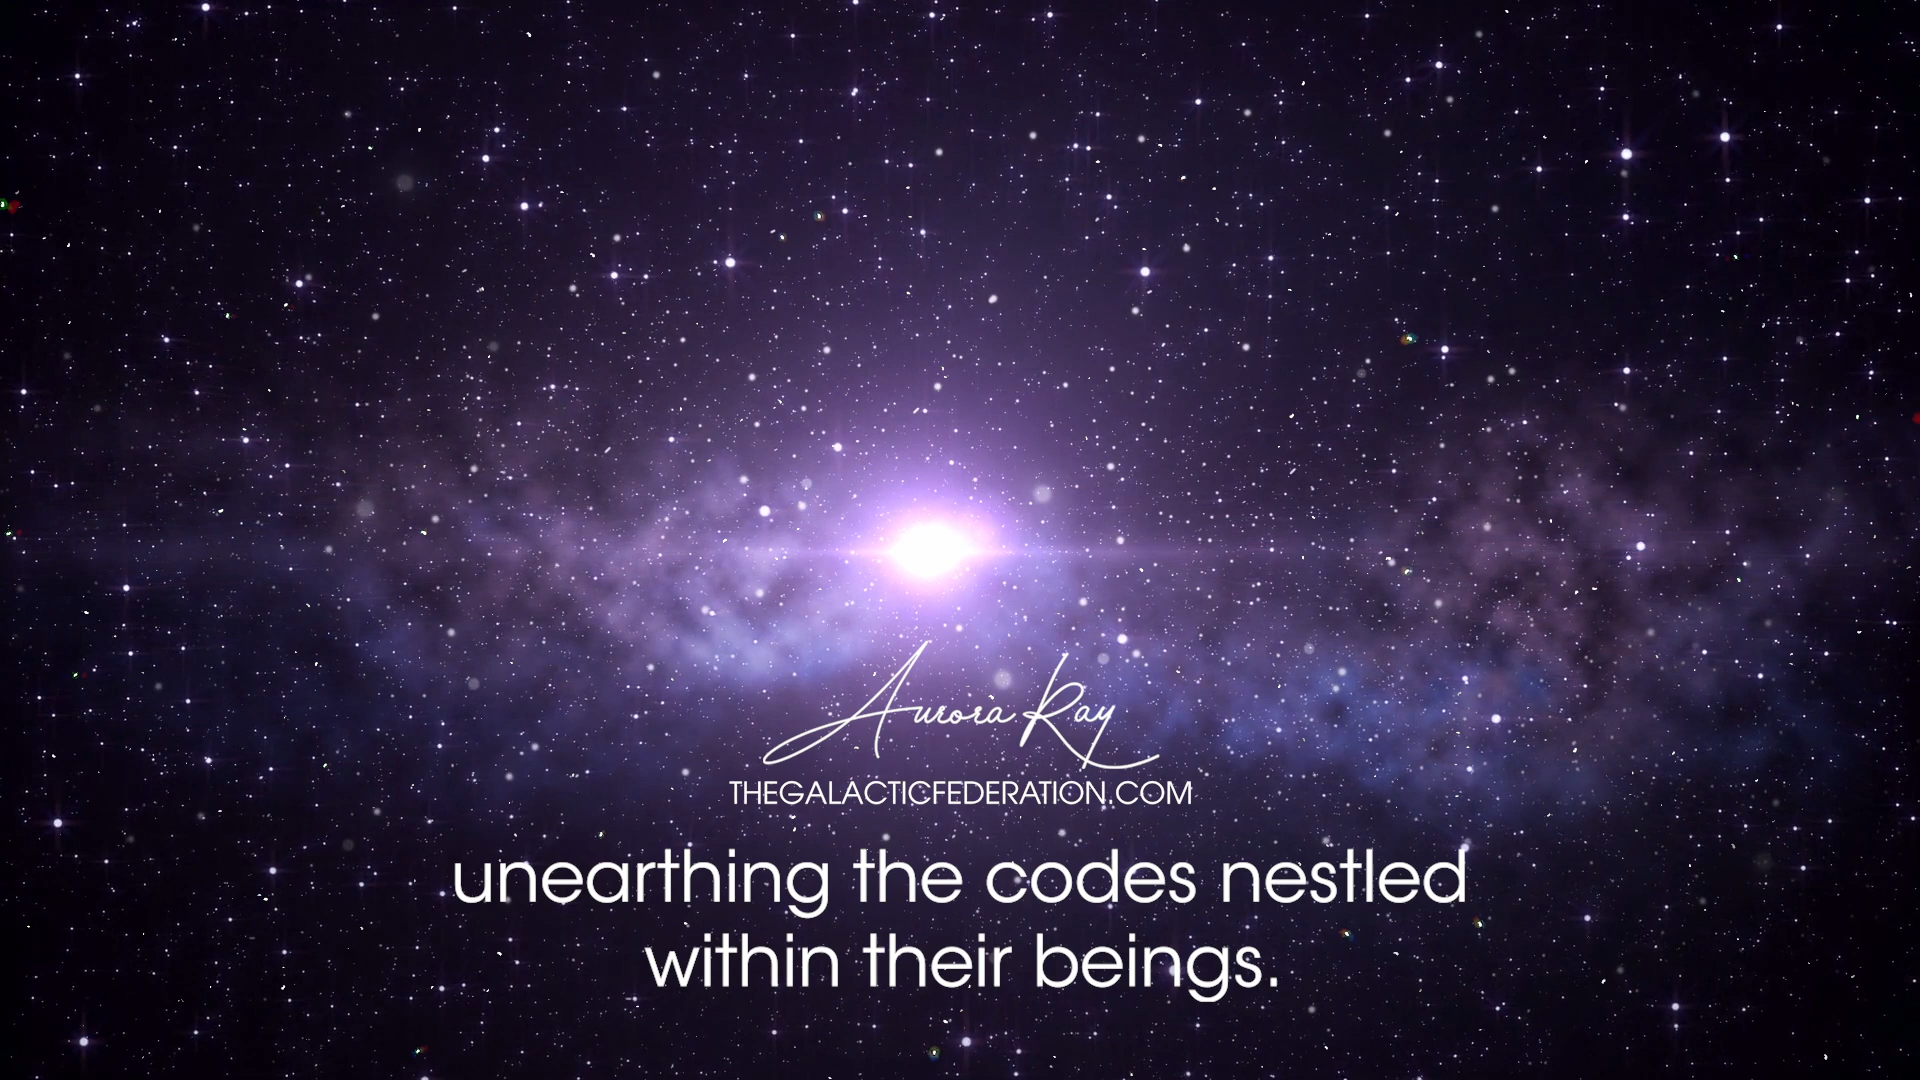 Aurora Ray
THEGALACTICFEDERATION.COM
unearthing the codes nestled
within their beings.